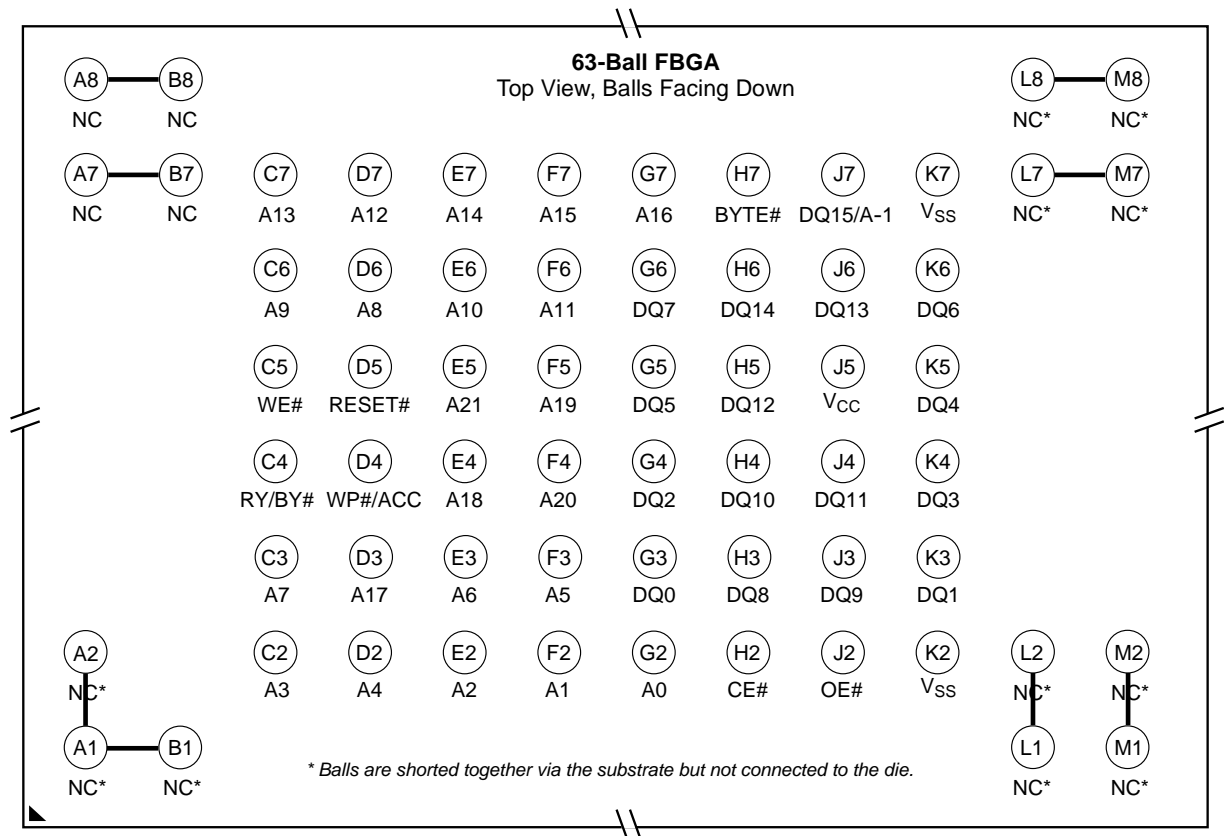 63-Ball FBGA
Top View, Balls Facing Down
A8 B8 L8 M8
NC NC NC* NC*
A7 B7 C7 D7 E7 F7 G7 H7 J7 K7 L7 M7
NC NC A13 A12 A14 A15 A16 BYTE# DQ15/A-1 VSS NC* NC*
C6 D6 E6 F6 G6 H6 J6 K6
A9 A8 A10 A11 DQ7 DQ14 DQ13 DQ6
C5 D5 E5 F5 G5 H5 J5 K5
WE# RESET# A21 A19 DQ5 DQ12 VCC DQ4
C4 D4 E4 F4 G4 H4 J4 K4
RY/BY# WP#/ACC A18 A20 DQ2 DQ10 DQ11 DQ3
C3 D3 E3 F3 G3 H3 J3 K3
A7 A17 A6 A5 DQ0 DQ8 DQ9 DQ1
A2 C2 D2 E2 F2 G2 H2 J2 K2 L2 M2
NC* A3 A4 A2 A1 A0 CE# OE# VSS NC* NC*
A1 B1 L1 M1
NC* NC* NC* NC*
* Balls are shorted together via the substrate but not connected to the die.